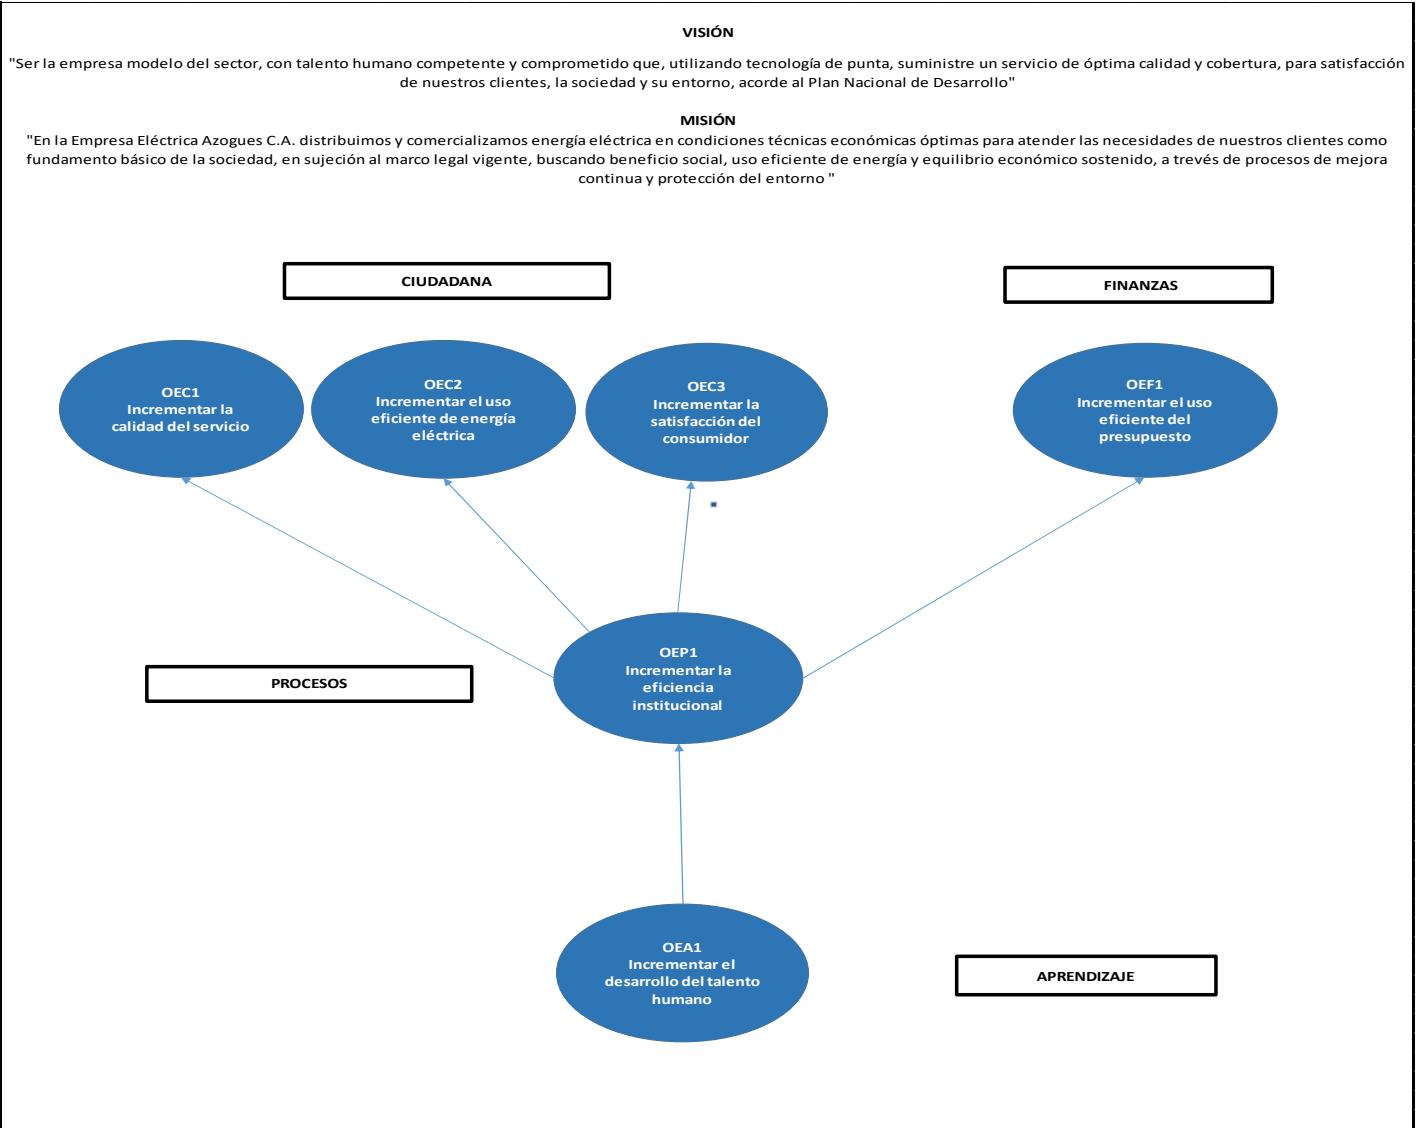 VISIÓN
"Ser la empresa modelo del sector, con talento humano competente y comprometido que, utilizando tecnología de punta, suministre un servicio de óptima calidad y cobertura, para satisfacción
de nuestros clientes, la sociedad y su entorno, acorde al Plan Nacional de Desarrollo"
MISIÓN
"En la Empresa Eléctrica Azogues C.A. distribuimos y comercializamos energía eléctrica en condiciones técnicas económicas óptimas para atender las necesidades de nuestros clientes como
fundamento básico de la sociedad, en sujeción al marco legal vigente, buscando beneficio social, uso eficiente de energía y equilibrio económico sostenido, a trevés de procesos de mejora
continua y protección del entorno "
CIUDADANA
FINANZAS
OEC1
Incrementar la
calidad del servicio
OEC2
Incrementar el uso
eficiente de energía
eléctrica
OEC3
Incrementar la
satisfacción del
consumidor
OEF1
Incrementar el uso
eficiente del
presupuesto
PROCESOS
OEP1
Incrementar la
eficiencia
institucional
OEA1
Incrementar el
desarrollo del talento
humano
APRENDIZAJE